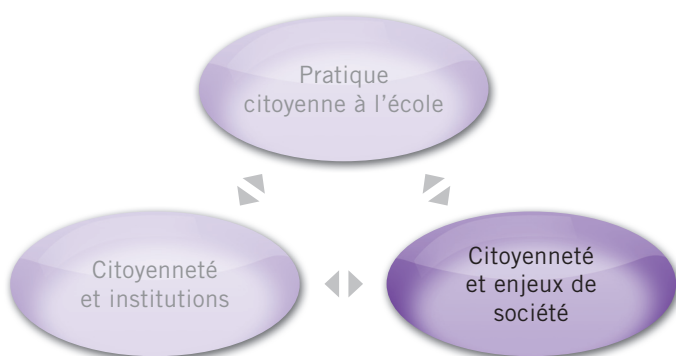 Pratique
citoyenne à l’école
Citoyenneté
et institutions
Citoyenneté
et enjeux de
société